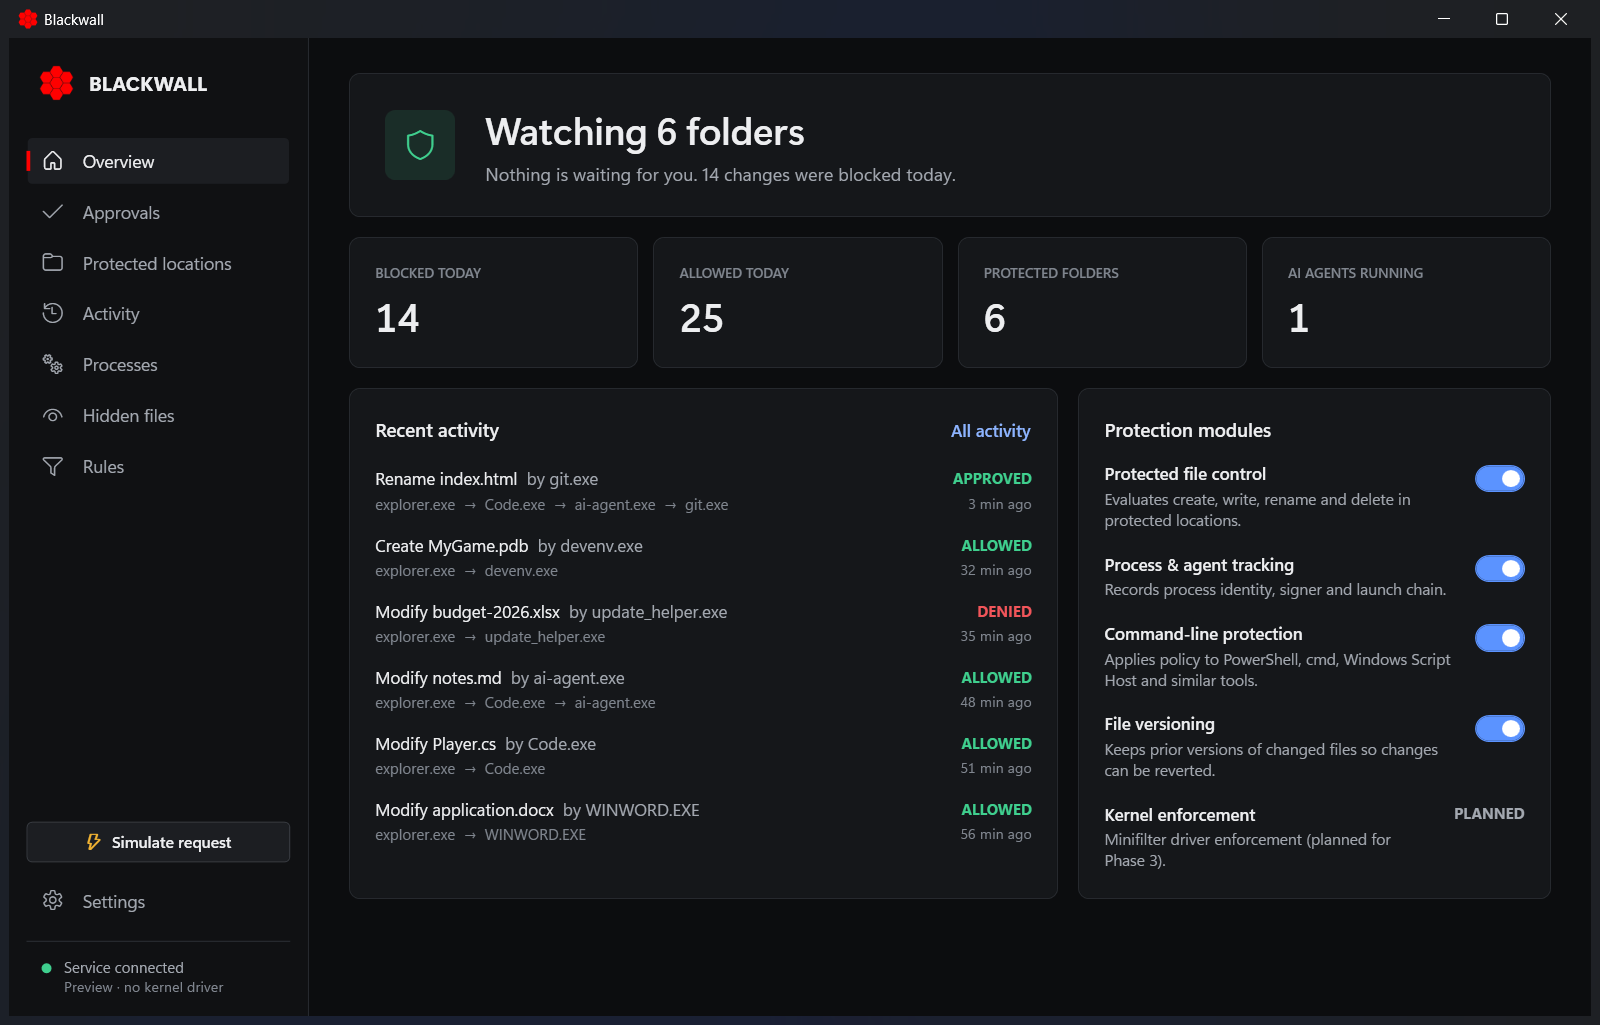 Blackwall
BLACKWALL
Overview
Approvals
Protected locations
Activity
Processes
Hidden files
Rules
Simulate request
Settings
Service connected
Preview · no kernel driver
Watching 6 folders
Nothing is waiting for you. 14 changes were blocked today.
BLOCKED TODAY
14
ALLOWED TODAY
25
PROTECTED FOLDERS
6
AI AGENTS RUNNING
1
Recent activity
All activity
Rename index.html by git.exe
APPROVED
explorer.exe → Code.exe → ai-agent.exe → git.exe
3 min ago
Create MyGame.pdb by devenv.exe
ALLOWED
explorer.exe → devenv.exe
32 min ago
Modify budget-2026.xlsx by update_helper.exe
DENIED
explorer.exe → update_helper.exe
35 min ago
Modify notes.md by ai-agent.exe
ALLOWED
explorer.exe → Code.exe → ai-agent.exe
48 min ago
Modify Player.cs by Code.exe
ALLOWED
explorer.exe → Code.exe
51 min ago
Modify application.docx by WINWORD.EXE
ALLOWED
explorer.exe → WINWORD.EXE
56 min ago
Protection modules
Protected file control
Evaluates create, write, rename and delete in
protected locations.
Process & agent tracking
Records process identity, signer and launch chain.
Command-line protection
Applies policy to PowerShell, cmd, Windows Script
Host and similar tools.
File versioning
Keeps prior versions of changed files so changes
can be reverted.
Kernel enforcement
PLANNED
Minifilter driver enforcement (planned for
Phase 3).